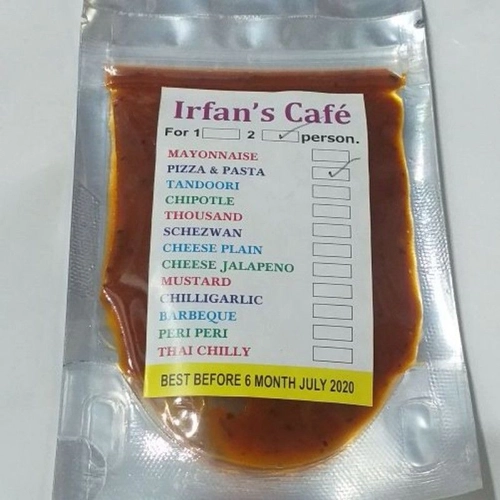 Irfan's Café
For 1 2 person.
MAYONNAISE
PIZZA & PASTA
TANDOORI
CHIPOTLE
THOUSAND
SCHEZWAN
CHEESE PLAIN
CHEESE JALAPENO
MUSTARD
CHILLIGARLIC
BARBEQUE
PERI PERI
THAI CHILLY
BEST BEFORE 6 MONTH JULY 2020